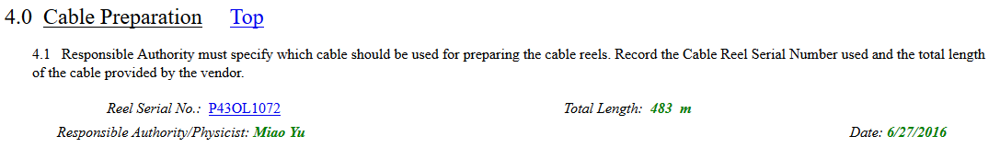 4.0 Cable Preparation Top
4.1 Responsible Authority must specify which cable should be used for preparing the cable reels. Record the Cable Reel Serial Number used and the total length
of the cable provided by the vendor.
Reel Serial No.: P43OL1072 Total Length: 483 m
Responsible Authority/Physicist: Miao Yu Date: 6/27/2016